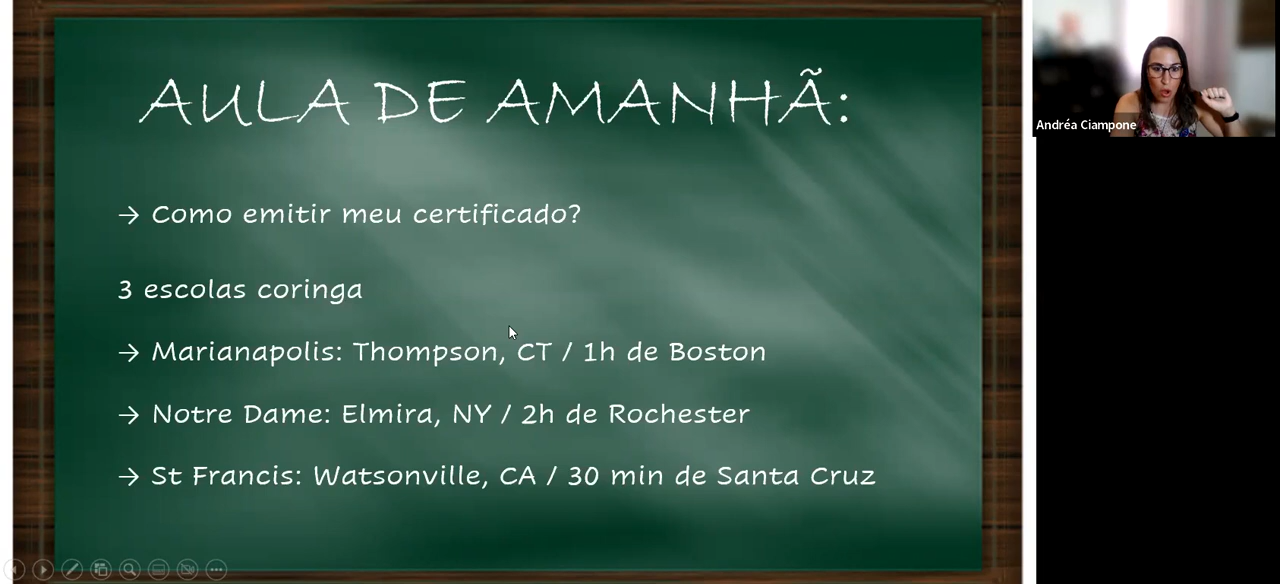 AULA DE AMANHÃ:
→ Como emitir meu certificado?
3 escolas coringa
→ Marianapolis: Thompson, CT / 1h de Boston
→ Notre Dame: Elmira, NY / 2h de Rochester
→ St Francis: Watsonville, CA / 30 min de Santa Cruz
Andréa Ciampone